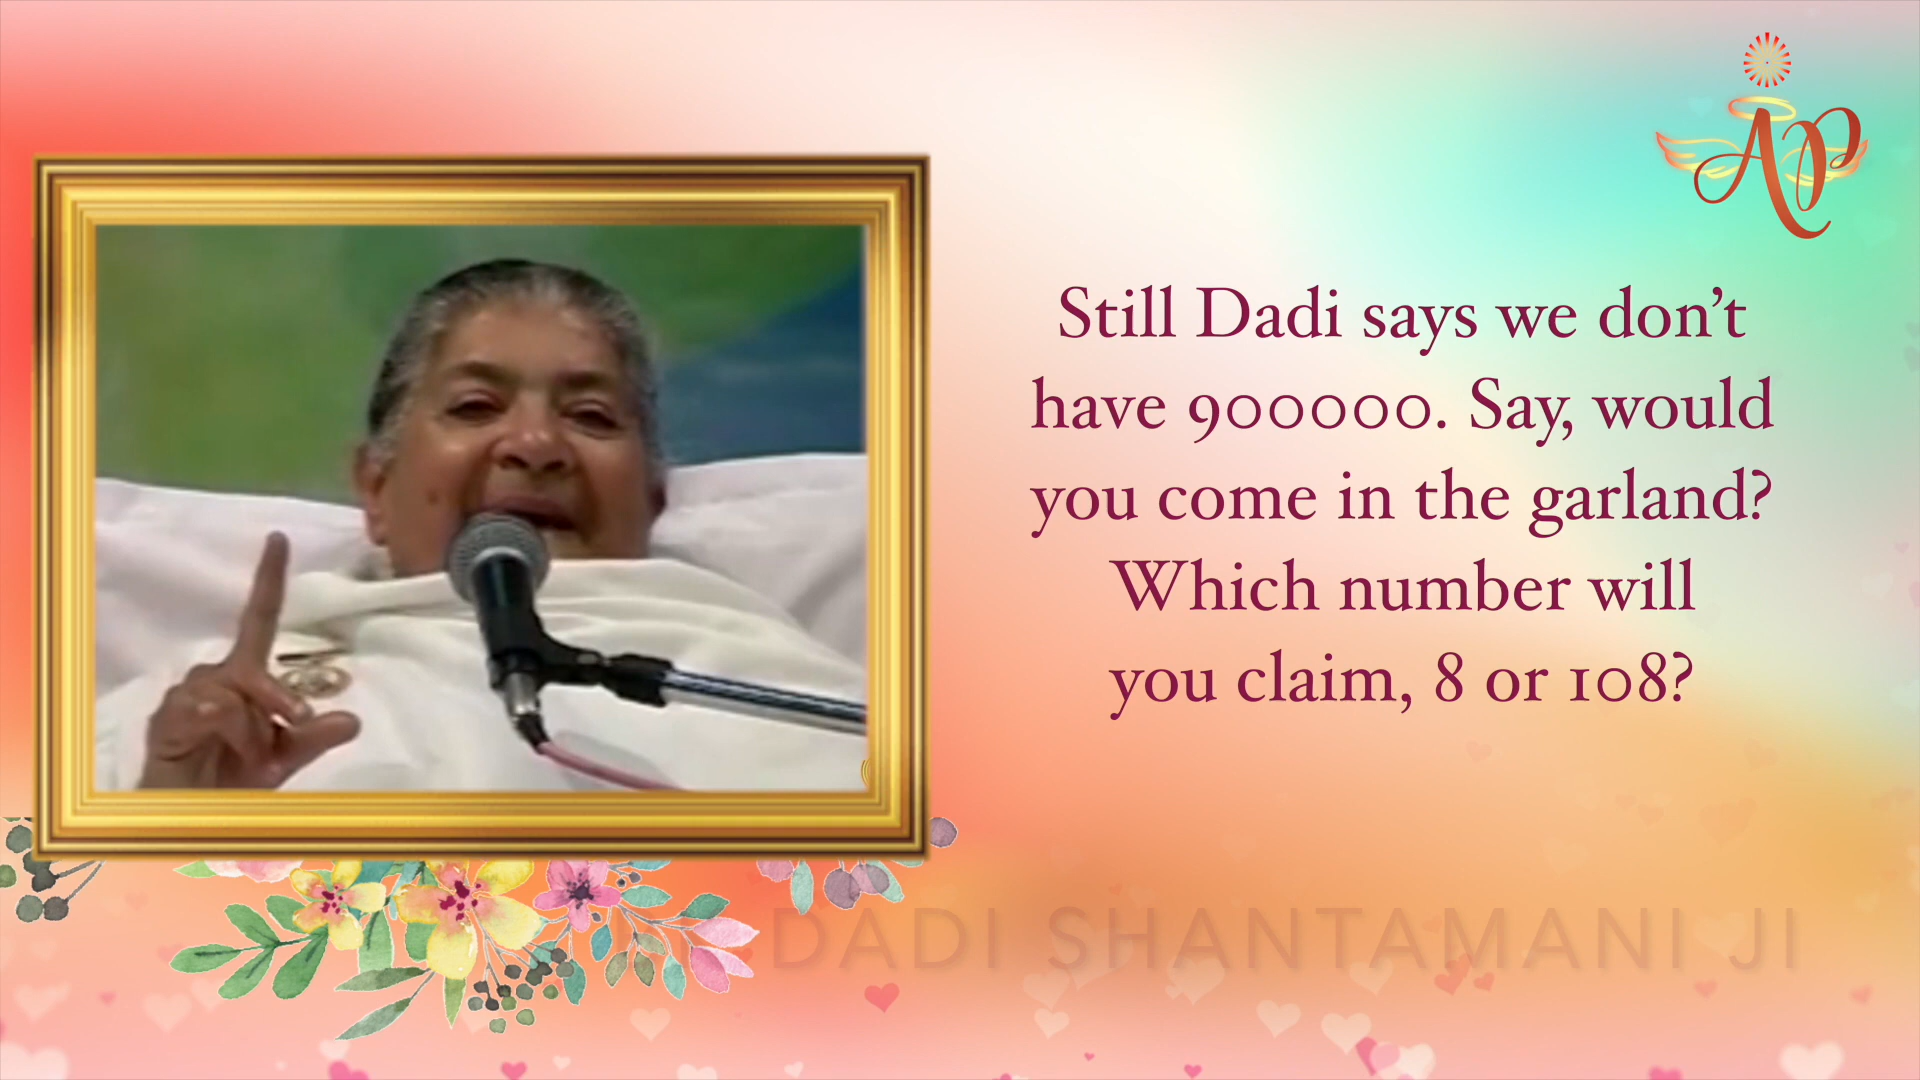 AP
Still Dadi says we don’t
have 900000. Say, would
you come in the garland?
Which number will
you claim, 8 or 108?
DADI SHANTAMANI JI